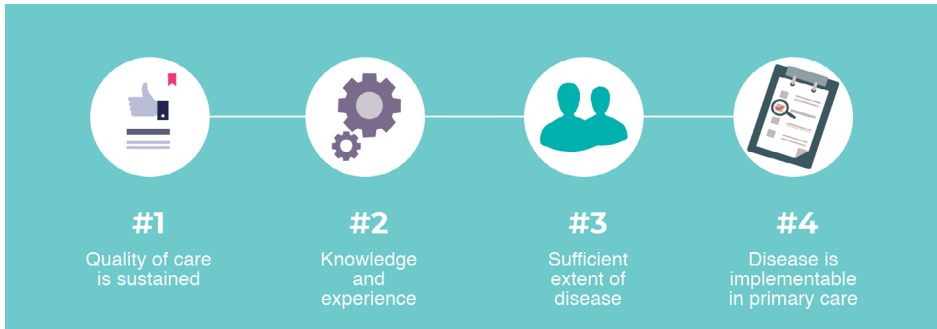 #1
Quality of care
is sustained
#2
Knowledge
and
experience
#3
Sufficient
extent of
disease
#4
Disease is
implementable
in primary care